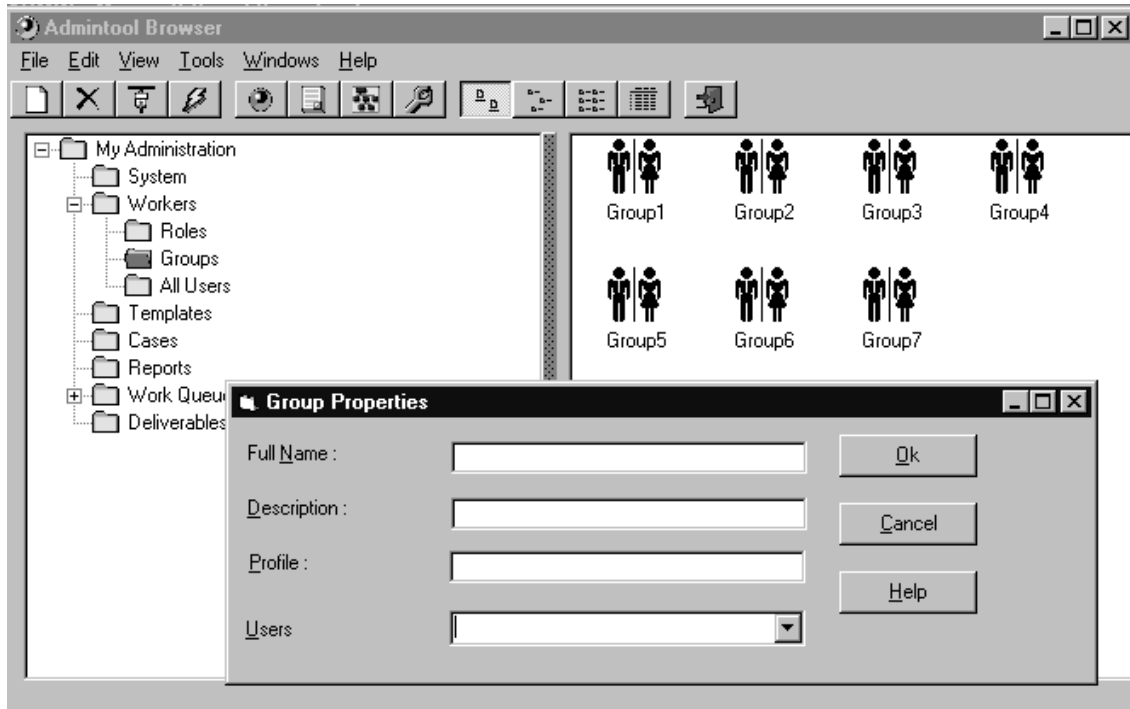 Admintool Browser
File Edit View Tools Windows Help
My Administration
System
Workers
Roles
Groups
All Users
Templates
Cases
Reports
Work Queu
Deliverables
Group1 Group2 Group3 Group4
Group5 Group6 Group7
Group Properties
Full Name :
Ok
Description :
Cancel
Profile :
Help
Users